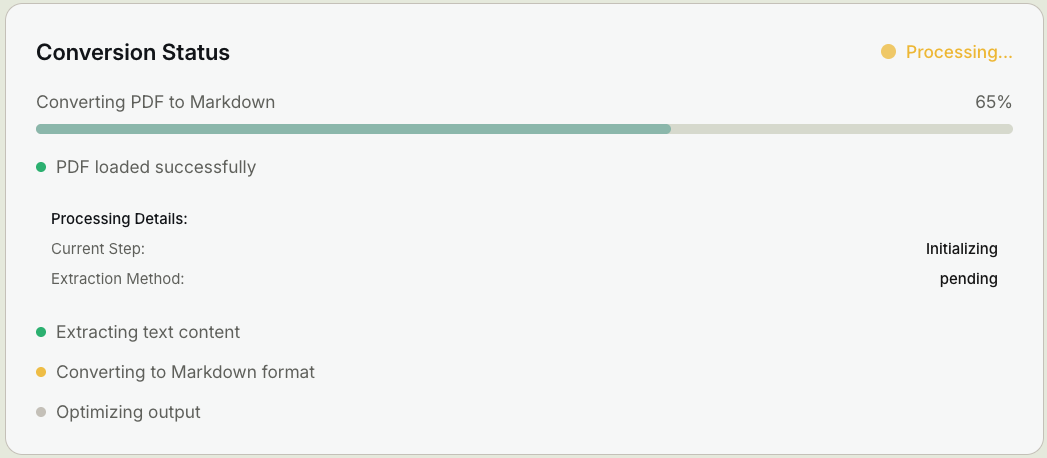 Conversion Status
Processing...
Converting PDF to Markdown
65%
PDF loaded successfully
Processing Details:
Current Step:
Initializing
Extraction Method:
pending
Extracting text content
Converting to Markdown format
Optimizing output